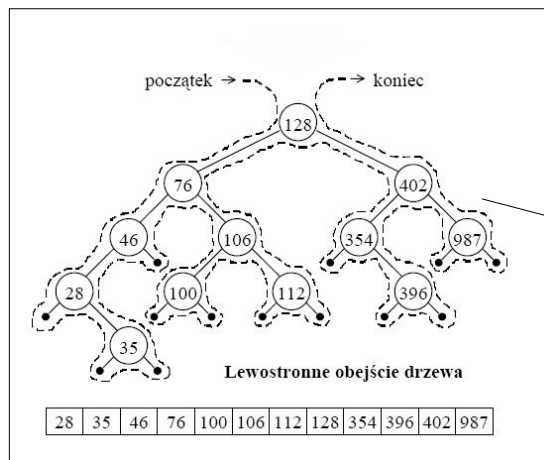 początek koniec
128
76 402
46 106 354 987
28 100 112 396
35
Lewostronne obejście drzewa
28 35 46 76 100 106 112 128 354 396 402 987